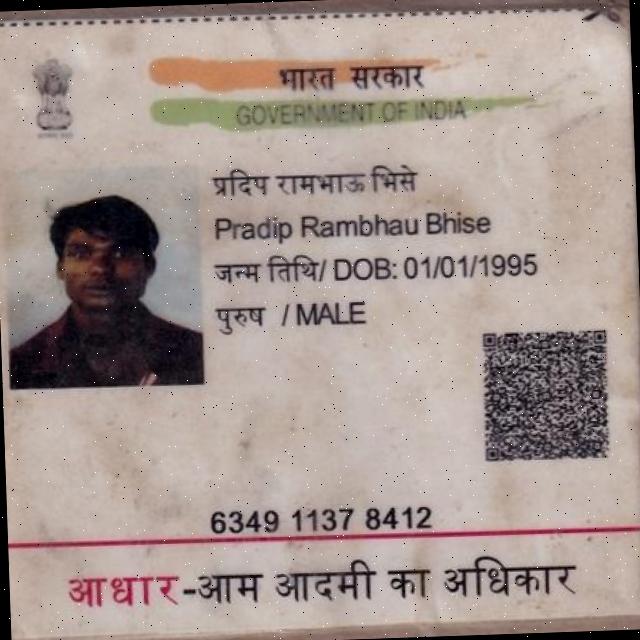 भारत सरकार
GOVERNMENT OF INDIA
प्रदिप रामभाऊ भिसे
Pradip Rambhau Bhise
जन्म तिथि/ DOB: 01/01/1995
पुरुष / MALE
6349 1137 8412
आधार-आम आदमी का अधिकार